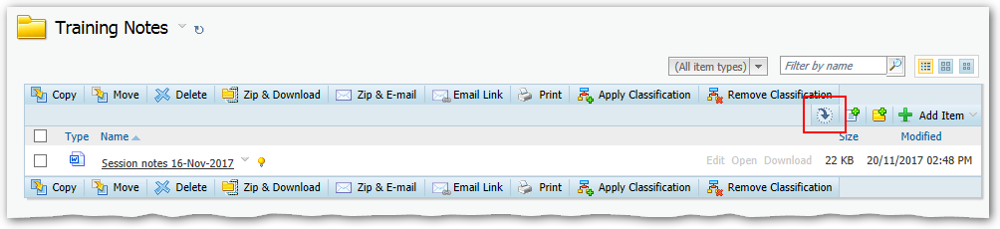 Training Notes
(All item types) Filter by name
Copy Move Delete Zip & Download Zip & E-mail Email Link Print Apply Classification Remove Classification
Add Item
Type Name Size Modified
Session notes 16-Nov-2017 Edit Open Download 22 KB 20/11/2017 02:48 PM
Copy Move Delete Zip & Download Zip & E-mail Email Link Print Apply Classification Remove Classification